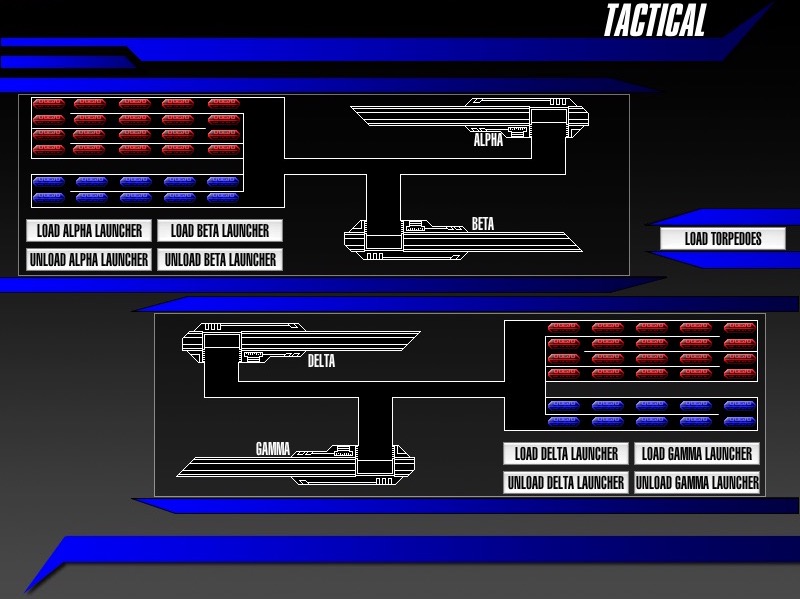 TACTICAL
ALPHA
BETA
LOAD ALPHA LAUNCHER
LOAD BETA LAUNCHER
UNLOAD ALPHA LAUNCHER
UNLOAD BETA LAUNCHER
LOAD TORPEDOES
DELTA
GAMMA
LOAD DELTA LAUNCHER
LOAD GAMMA LAUNCHER
UNLOAD DELTA LAUNCHER
UNLOAD GAMMA LAUNCHER